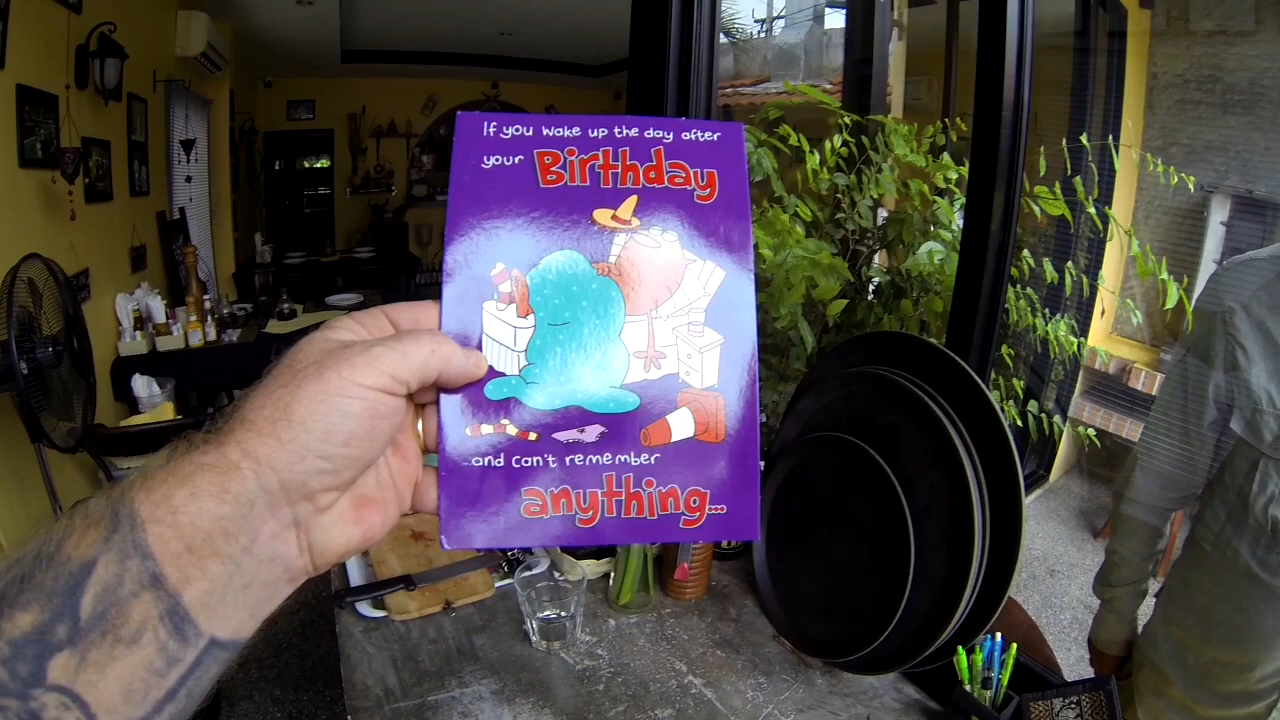 If you wake up the day after
your Birthday
...and can't remember
anything...